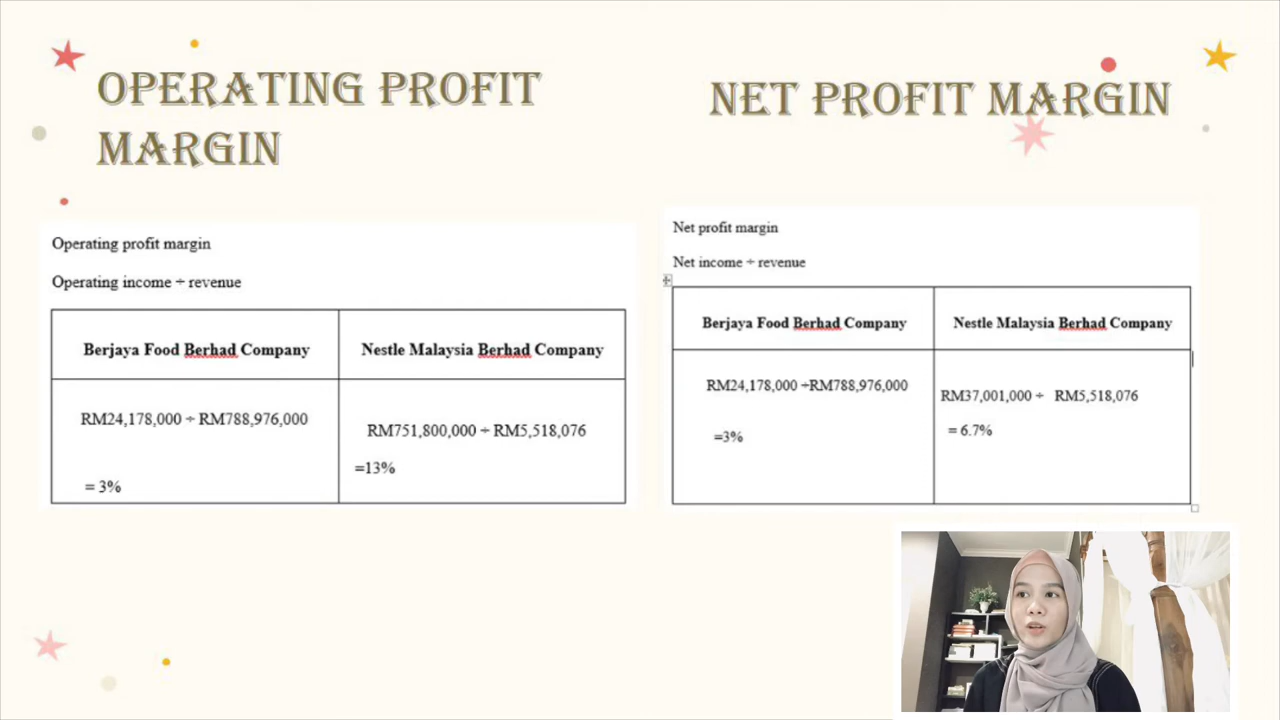 OPERATING PROFIT
MARGIN
Operating profit margin
Operating income ÷ revenue
Berjaya Food Berhad Company
Nestle Malaysia Berhad Company
RM24,178,000 ÷ RM788,976,000
= 3%
RM751,800,000 ÷ RM5,518,076
=13%
NET PROFIT MARGIN
Net profit margin
Net income ÷ revenue
Berjaya Food Berhad Company
Nestle Malaysia Berhad Company
RM24,178,000 ÷RM788,976,000
=3%
RM37,001,000 ÷ RM5,518,076
= 6.7%